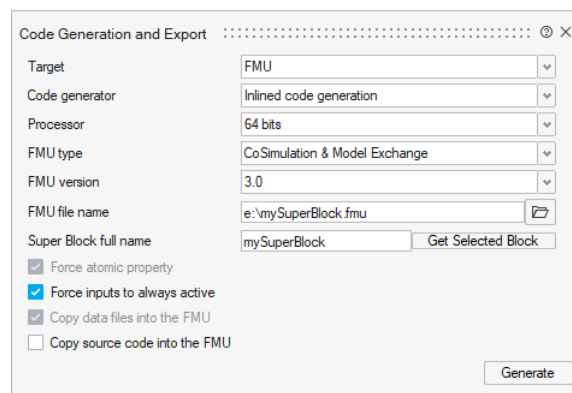 Code Generation and Export
Target FMU
Code generator Inlined code generation
Processor 64 bits
FMU type CoSimulation & Model Exchange
FMU version 3.0
FMU file name e:\mySuperBlock.fmu
Super Block full name mySuperBlock Get Selected Block
Force atomic property
Force inputs to always active
Copy data files into the FMU
Copy source code into the FMU
Generate